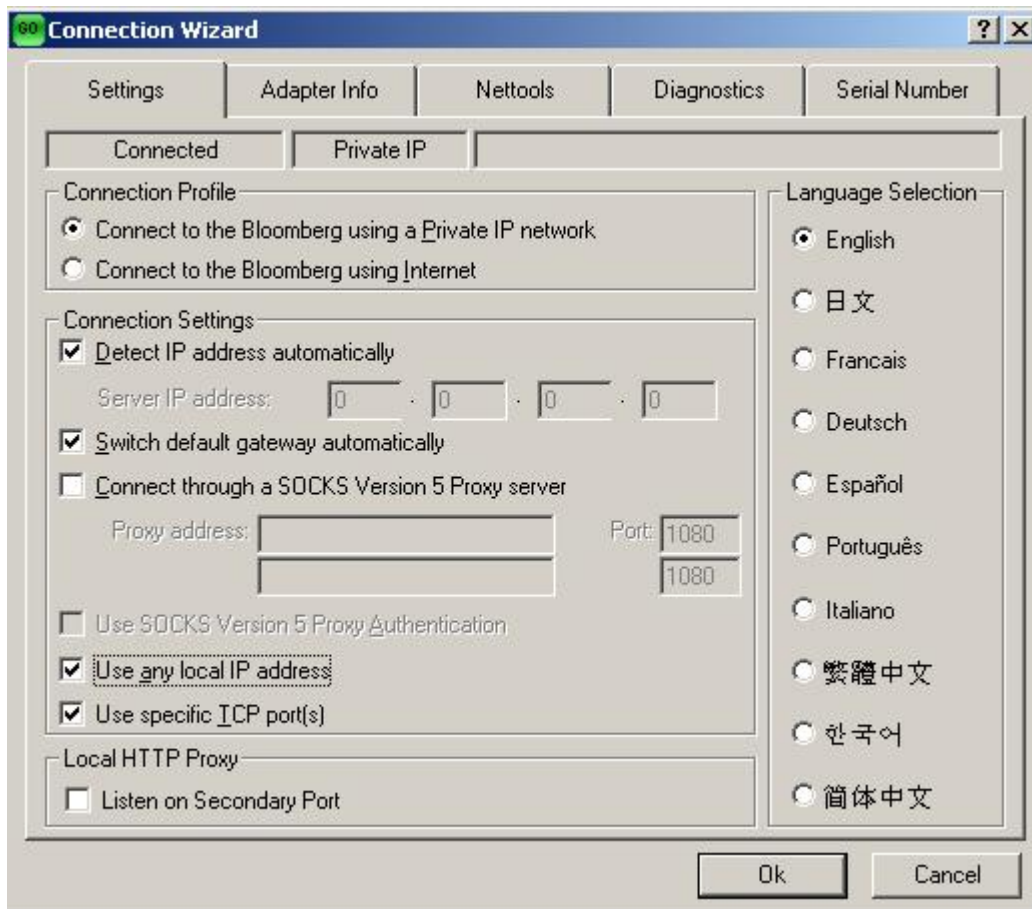 GO Connection Wizard
Settings
Adapter Info
Nettools
Diagnostics
Serial Number
Connected
Private IP
Connection Profile
Connect to the Bloomberg using a Private IP network
Connect to the Bloomberg using Internet
Connection Settings
Detect IP address automatically
Server IP address: 0 . 0 . 0 . 0
Switch default gateway automatically
Connect through a SOCKS Version 5 Proxy server
Proxy address: Port: 1080
1080
Use SOCKS Version 5 Proxy Authentication
Use any local IP address
Use specific TCP port(s)
Local HTTP Proxy
Listen on Secondary Port
Language Selection
English
日文
Francais
Deutsch
Español
Português
Italiano
繁體中文
한국어
简体中文
Ok
Cancel